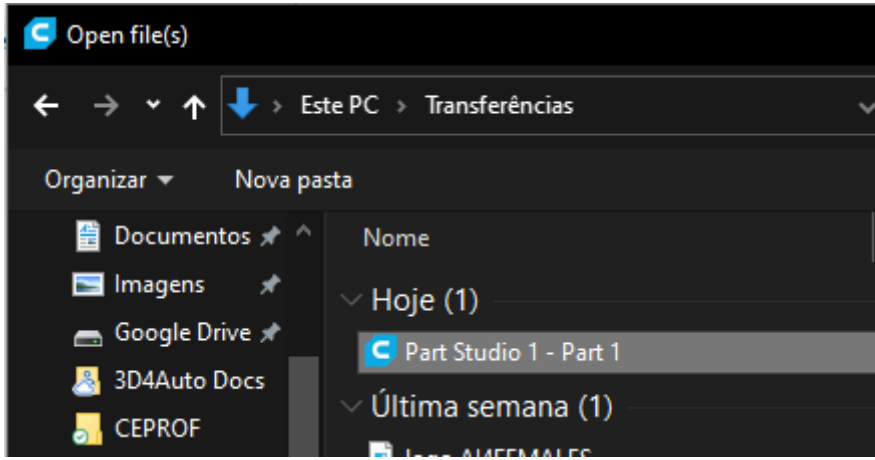 Open file(s)
Este PC > Transferências
Organizar Nova pasta
Documentos
Imagens
Google Drive
3D4Auto Docs
CEPROF
Nome
Hoje (1)
Part Studio 1 - Part 1
Última semana (1)